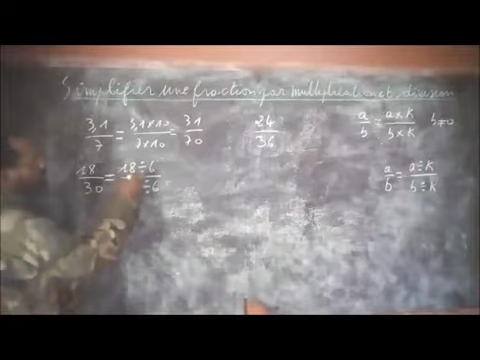 Simplifier une fraction par multiplication et division
3,1/7 = 3,1×10/7×10 = 31/70
24/36
a/b = a×k/b×k b≠0
18/30 = 18÷6/ ÷6
a/b = a÷k/b÷k